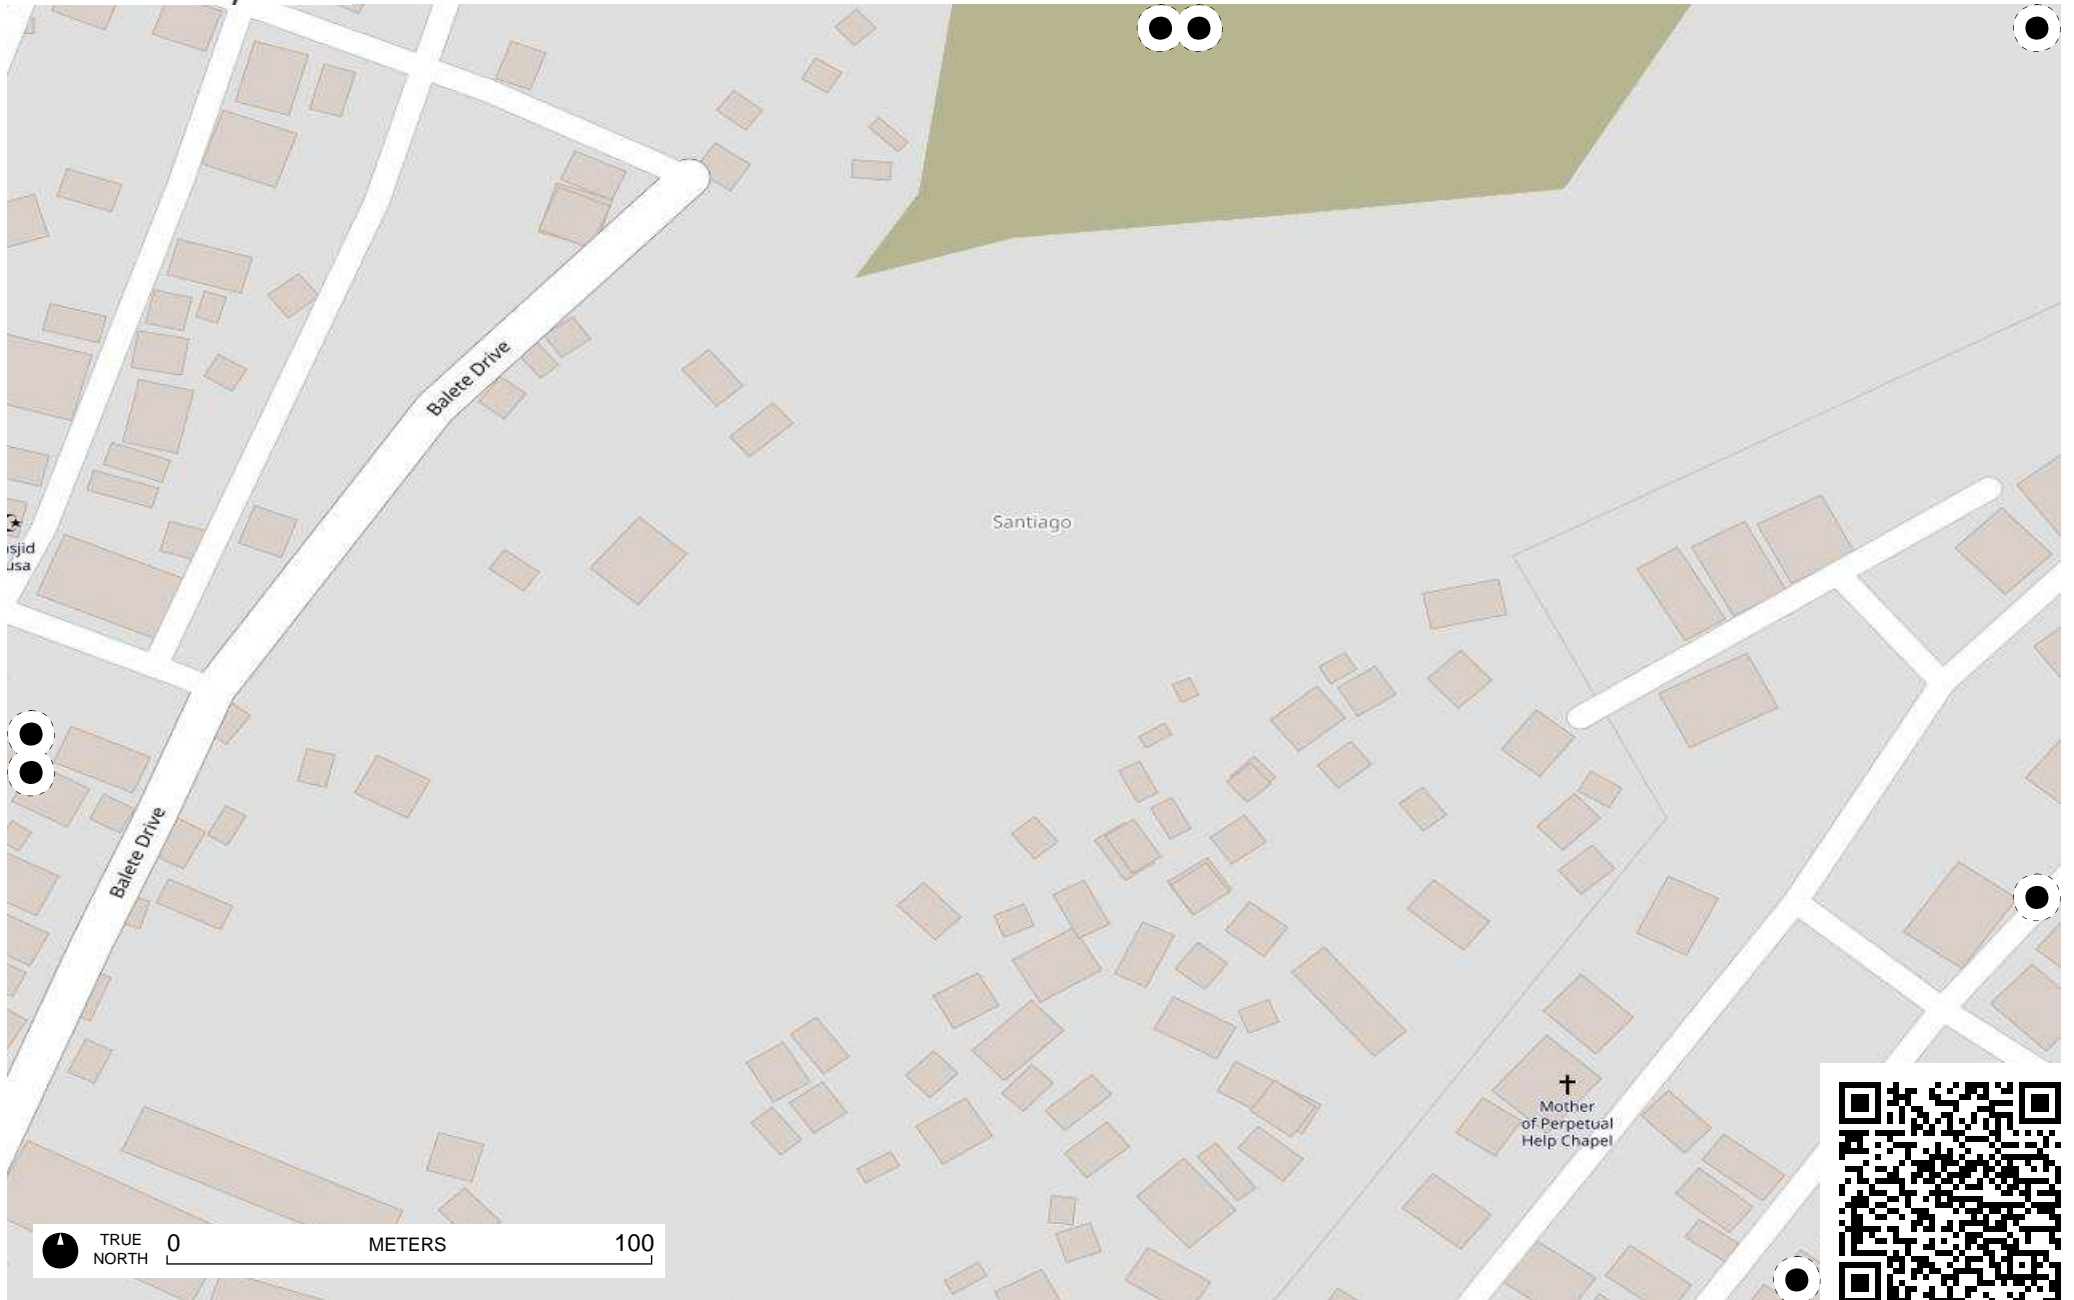 Balete Drive
Santiago
Balete Drive
Mother
of Perpetual
Help Chapel
TRUE
NORTH
0 METERS 100